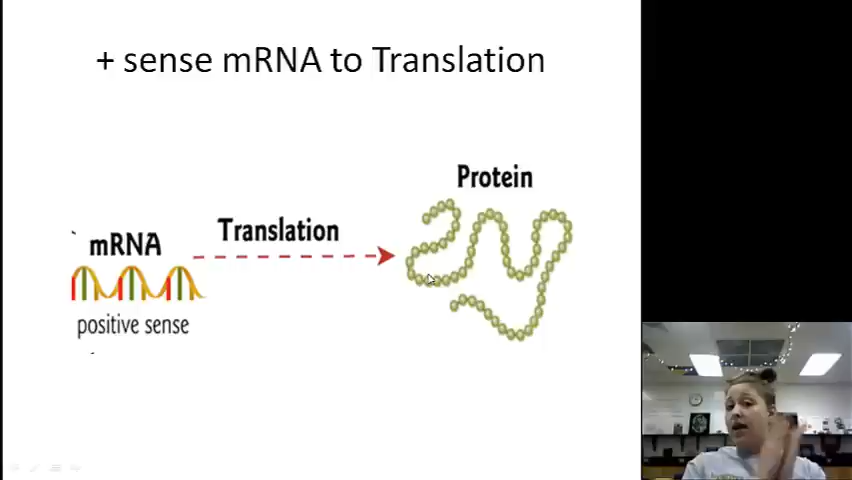 + sense mRNA to Translation
Protein
Translation
mRNA
positive sense